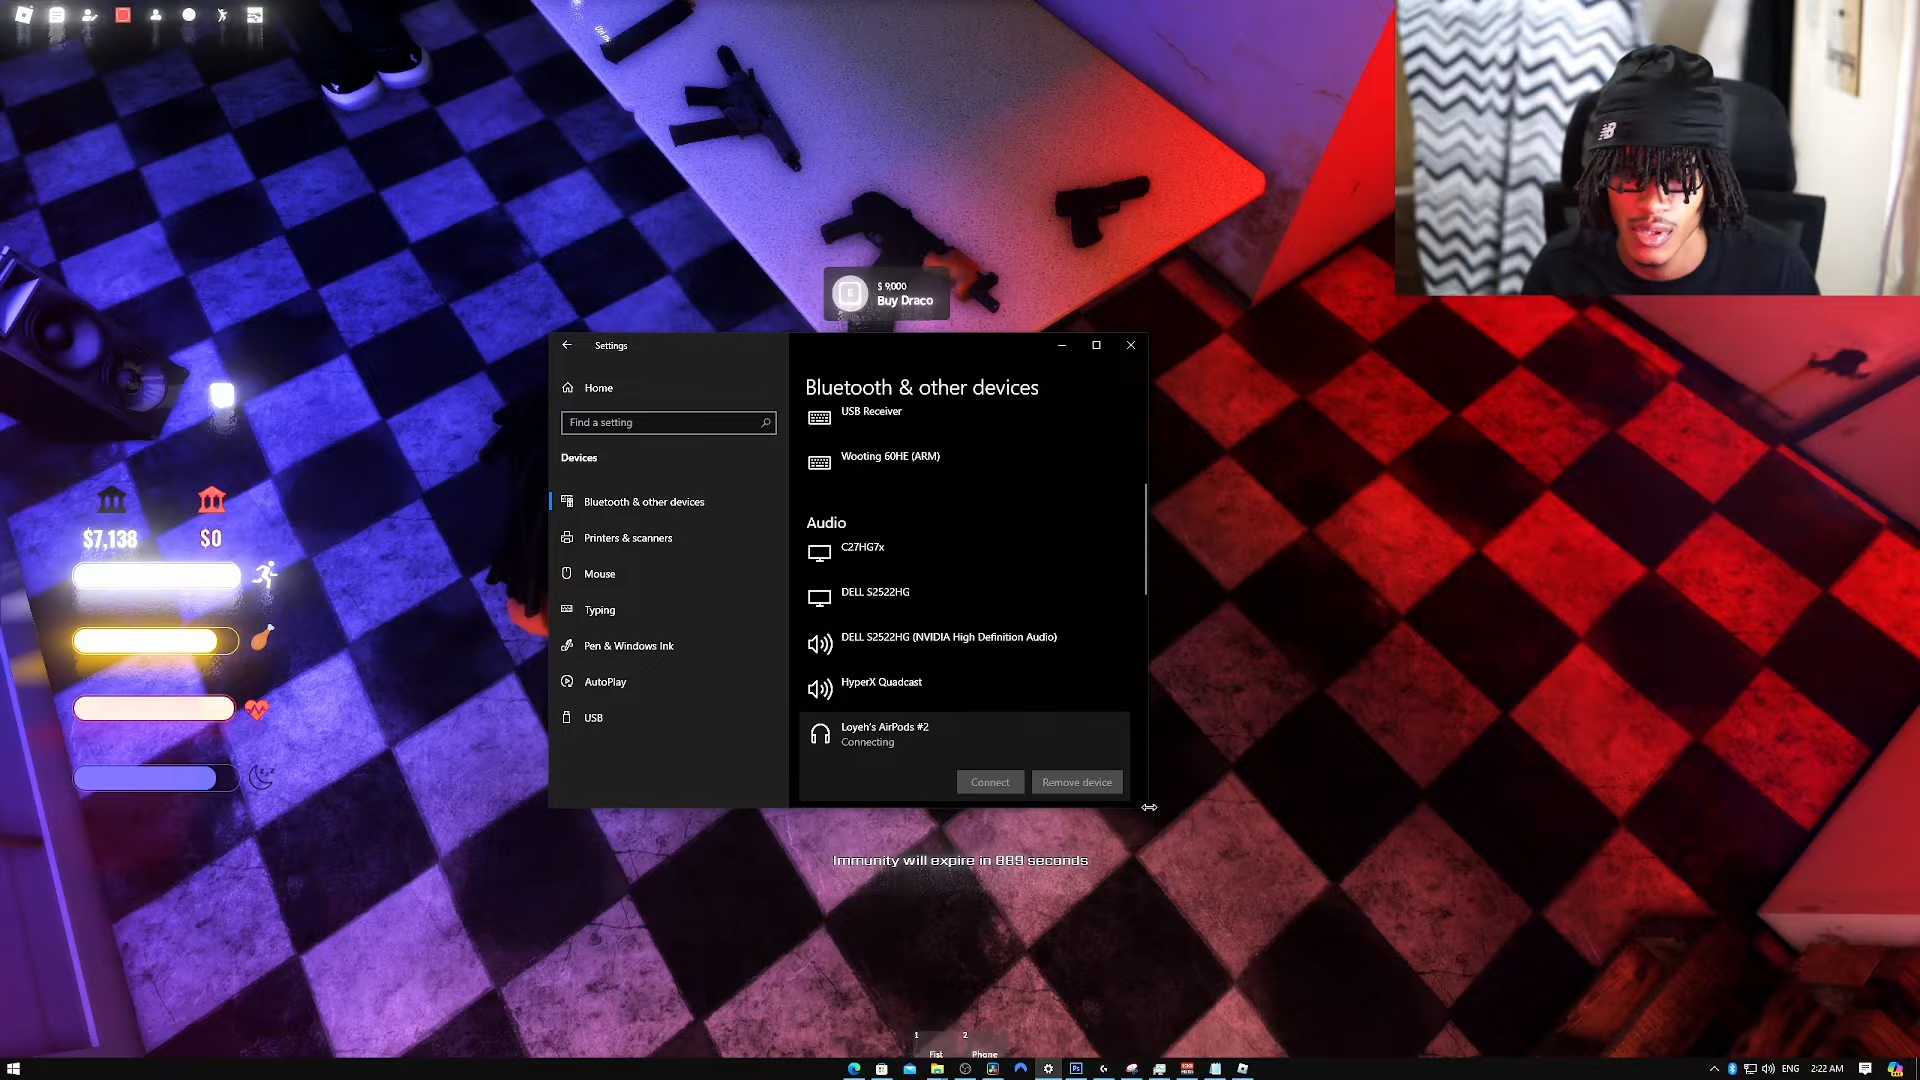 $ 9,000
E
Buy Draco
Settings
Home
Find a setting
Devices
Bluetooth & other devices
Printers & scanners
Mouse
Typing
Pen & Windows Ink
AutoPlay
USB
Bluetooth & other devices
USB Receiver
Wooting 60HE (ARM)
Audio
C27HG7x
DELL S2522HG
DELL S2522HG (NVIDIA High Definition Audio)
HyperX Quadcast
Loyeh's AirPods #2
Connecting
Connect
Remove device
$7,138
$0
Immunity will expire in 889 seconds
1
2
Fist
Phone
Ps
ENG
2:22 AM